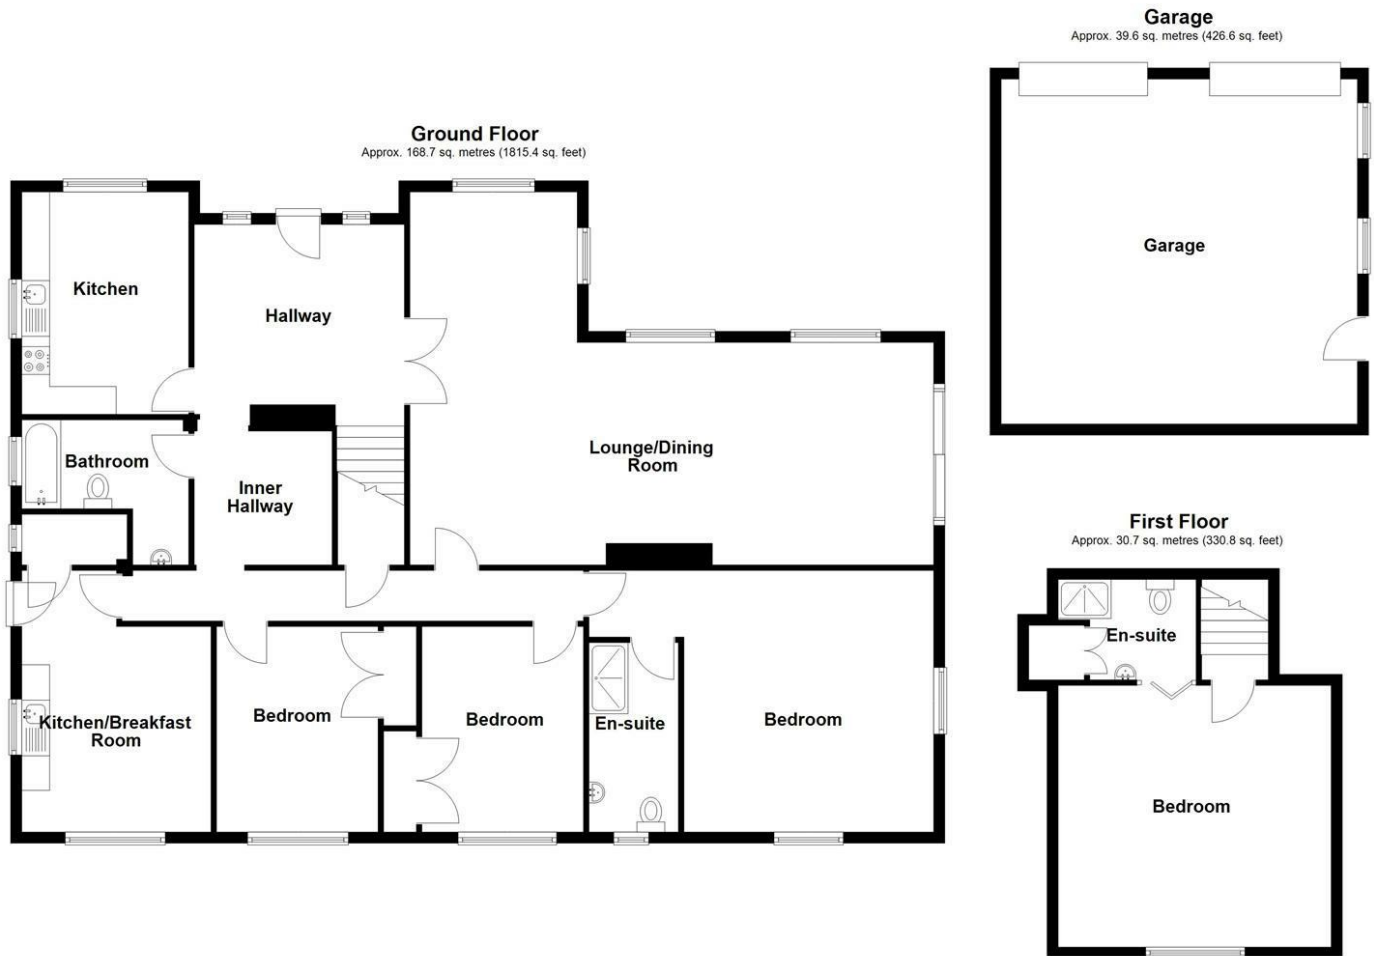 Garage
Approx. 39.6 sq. metres (426.6 sq. feet)
Garage
Ground Floor
Approx. 168.7 sq. metres (1815.4 sq. feet)
Kitchen
Hallway
Lounge/Dining
Room
Bathroom
Inner
Hallway
Kitchen/Breakfast
Room
Bedroom
Bedroom
En-suite
Bedroom
First Floor
Approx. 30.7 sq. metres (330.8 sq. feet)
En-suite
Bedroom